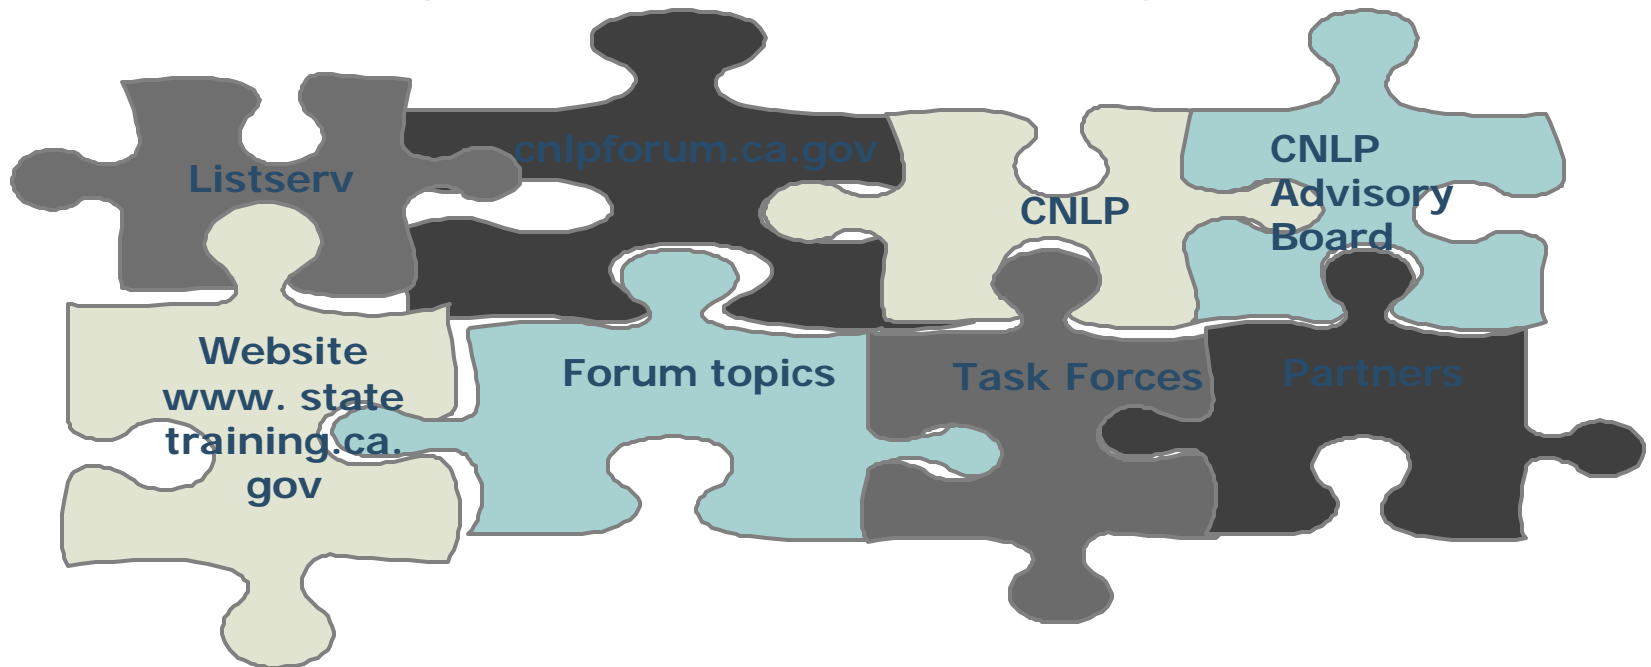 Listserv
cnlpforum.ca.gov
CNLP
CNLP
Advisory
Board
Website
www. state
training.ca.
gov
Forum topics
Task Forces
Partners